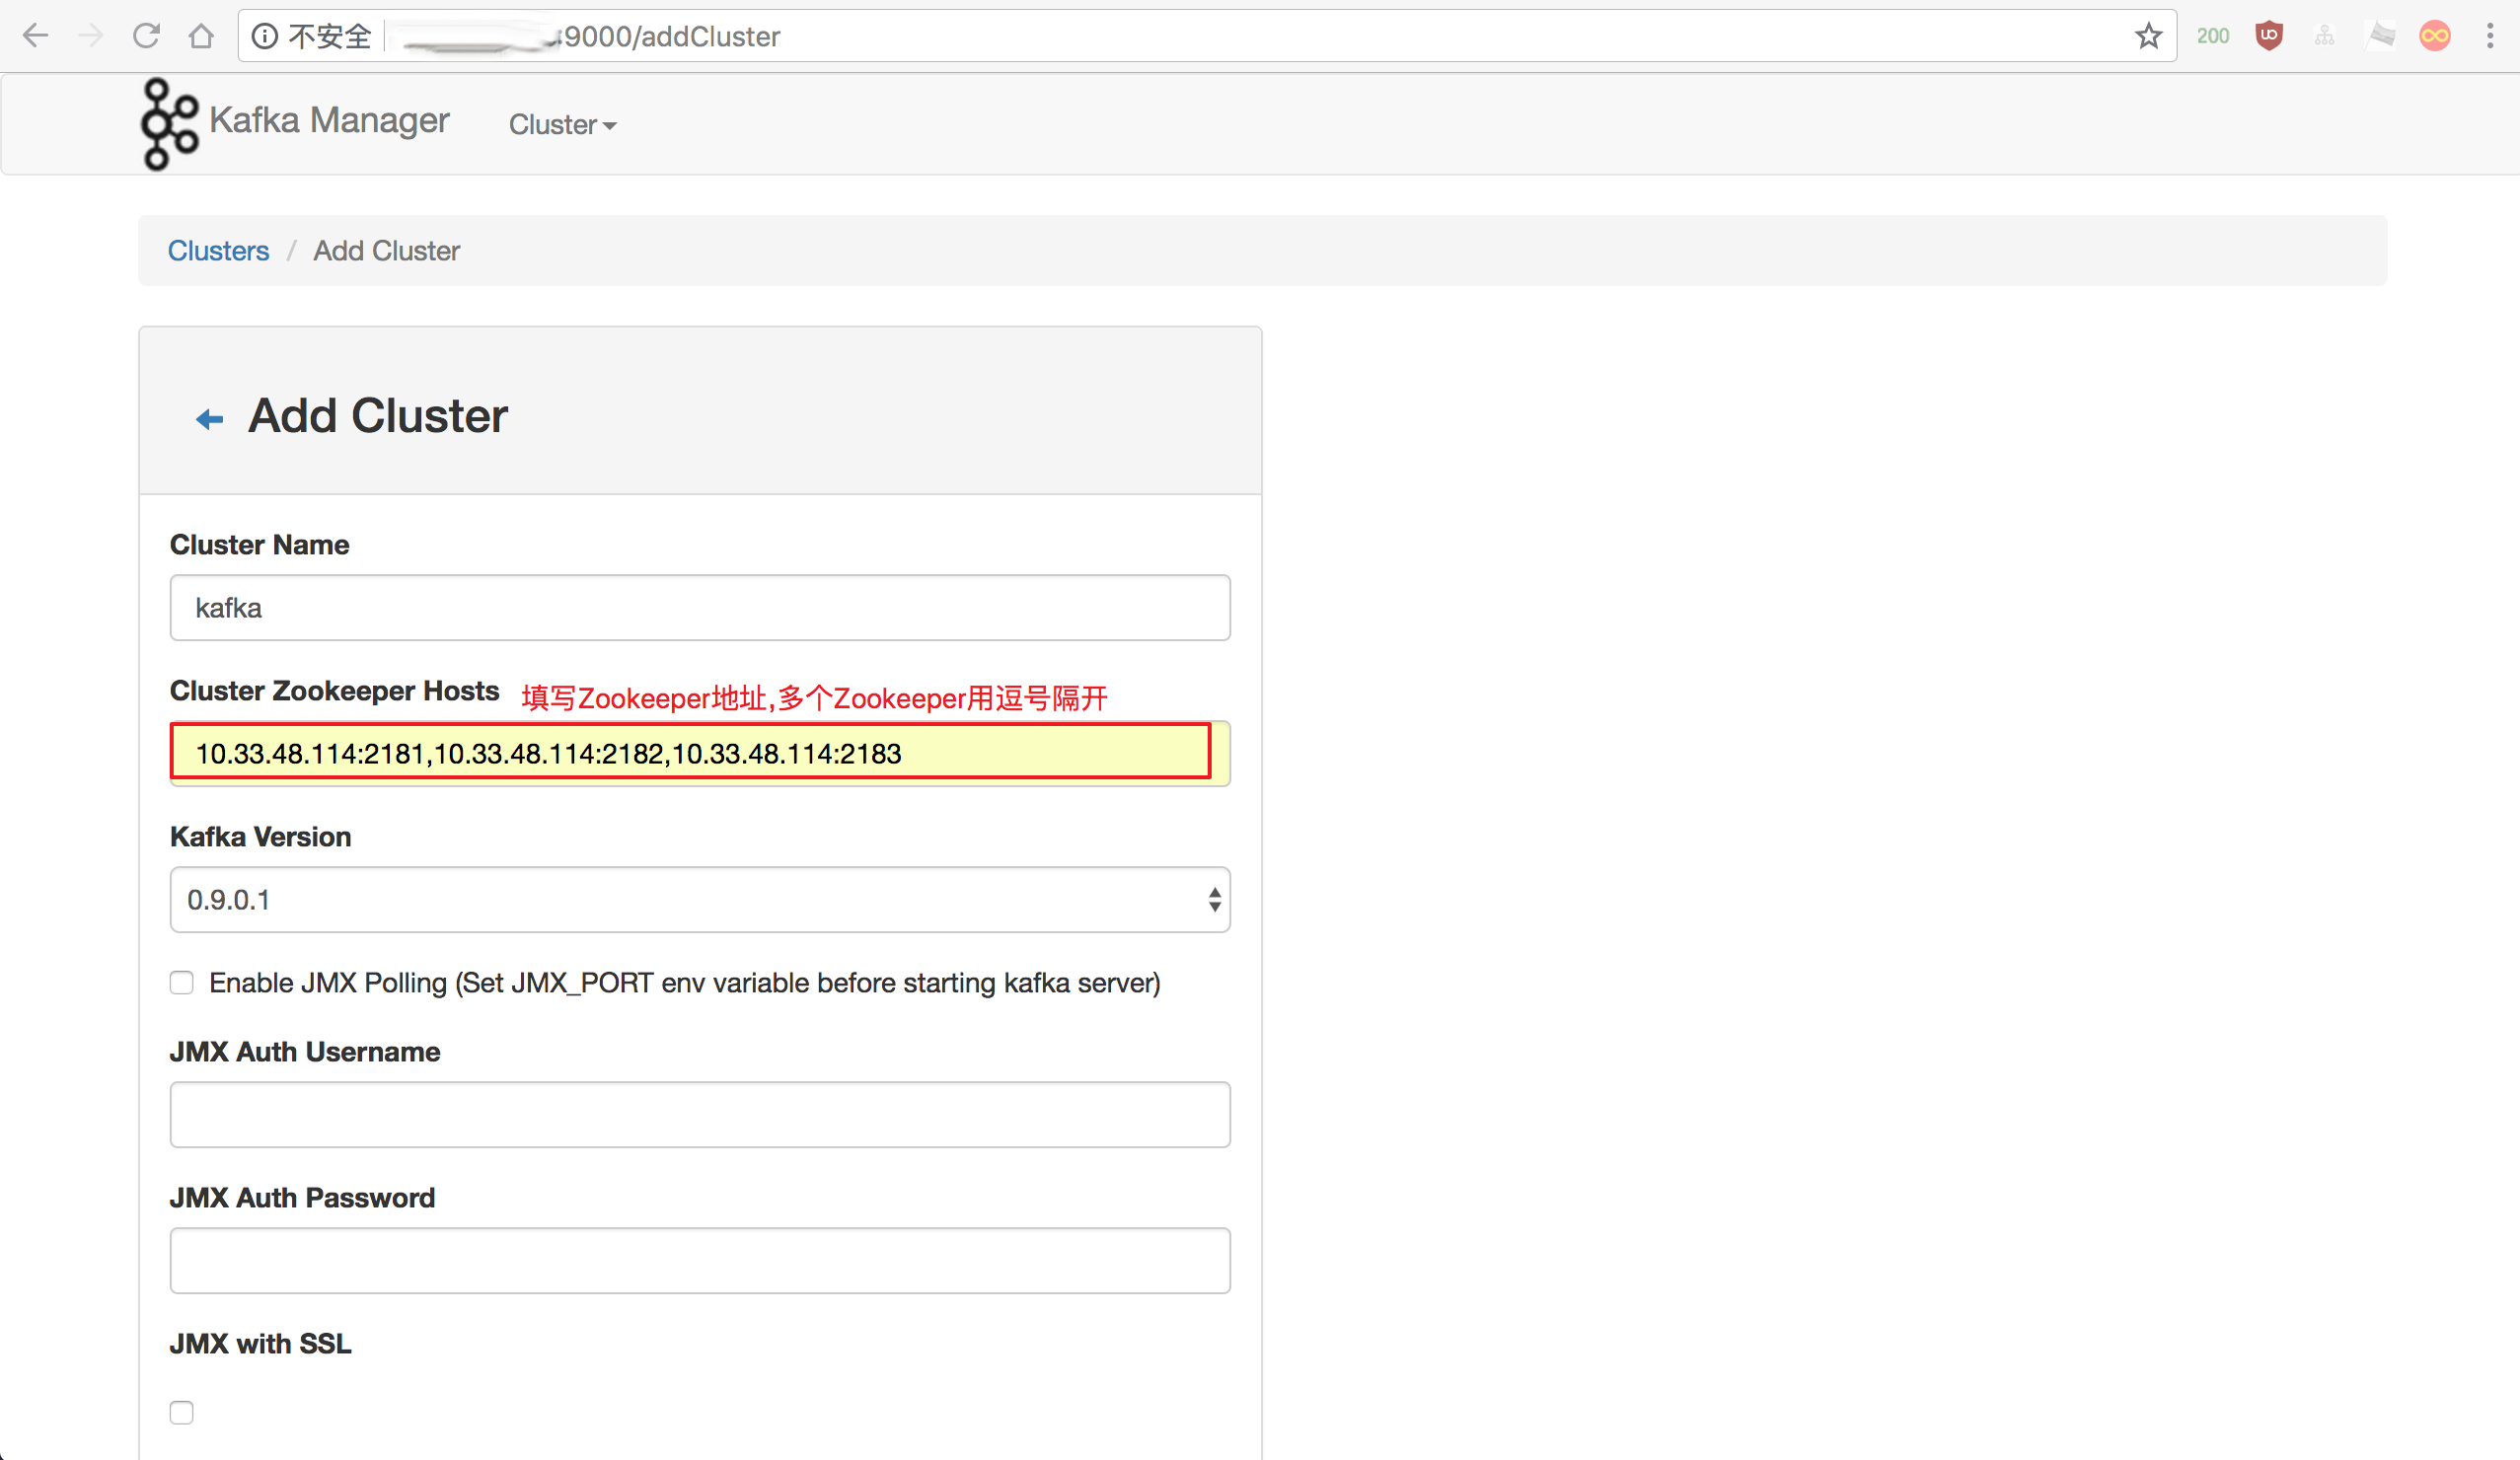 不安全 :9000/addCluster 200
Kafka Manager Cluster
Clusters / Add Cluster
Add Cluster
Cluster Name
kafka
Cluster Zookeeper Hosts 填写Zookeeper地址,多个Zookeeper用逗号隔开
10.33.48.114:2181,10.33.48.114:2182,10.33.48.114:2183
Kafka Version
0.9.0.1
Enable JMX Polling (Set JMX_PORT env variable before starting kafka server)
JMX Auth Username
JMX Auth Password
JMX with SSL